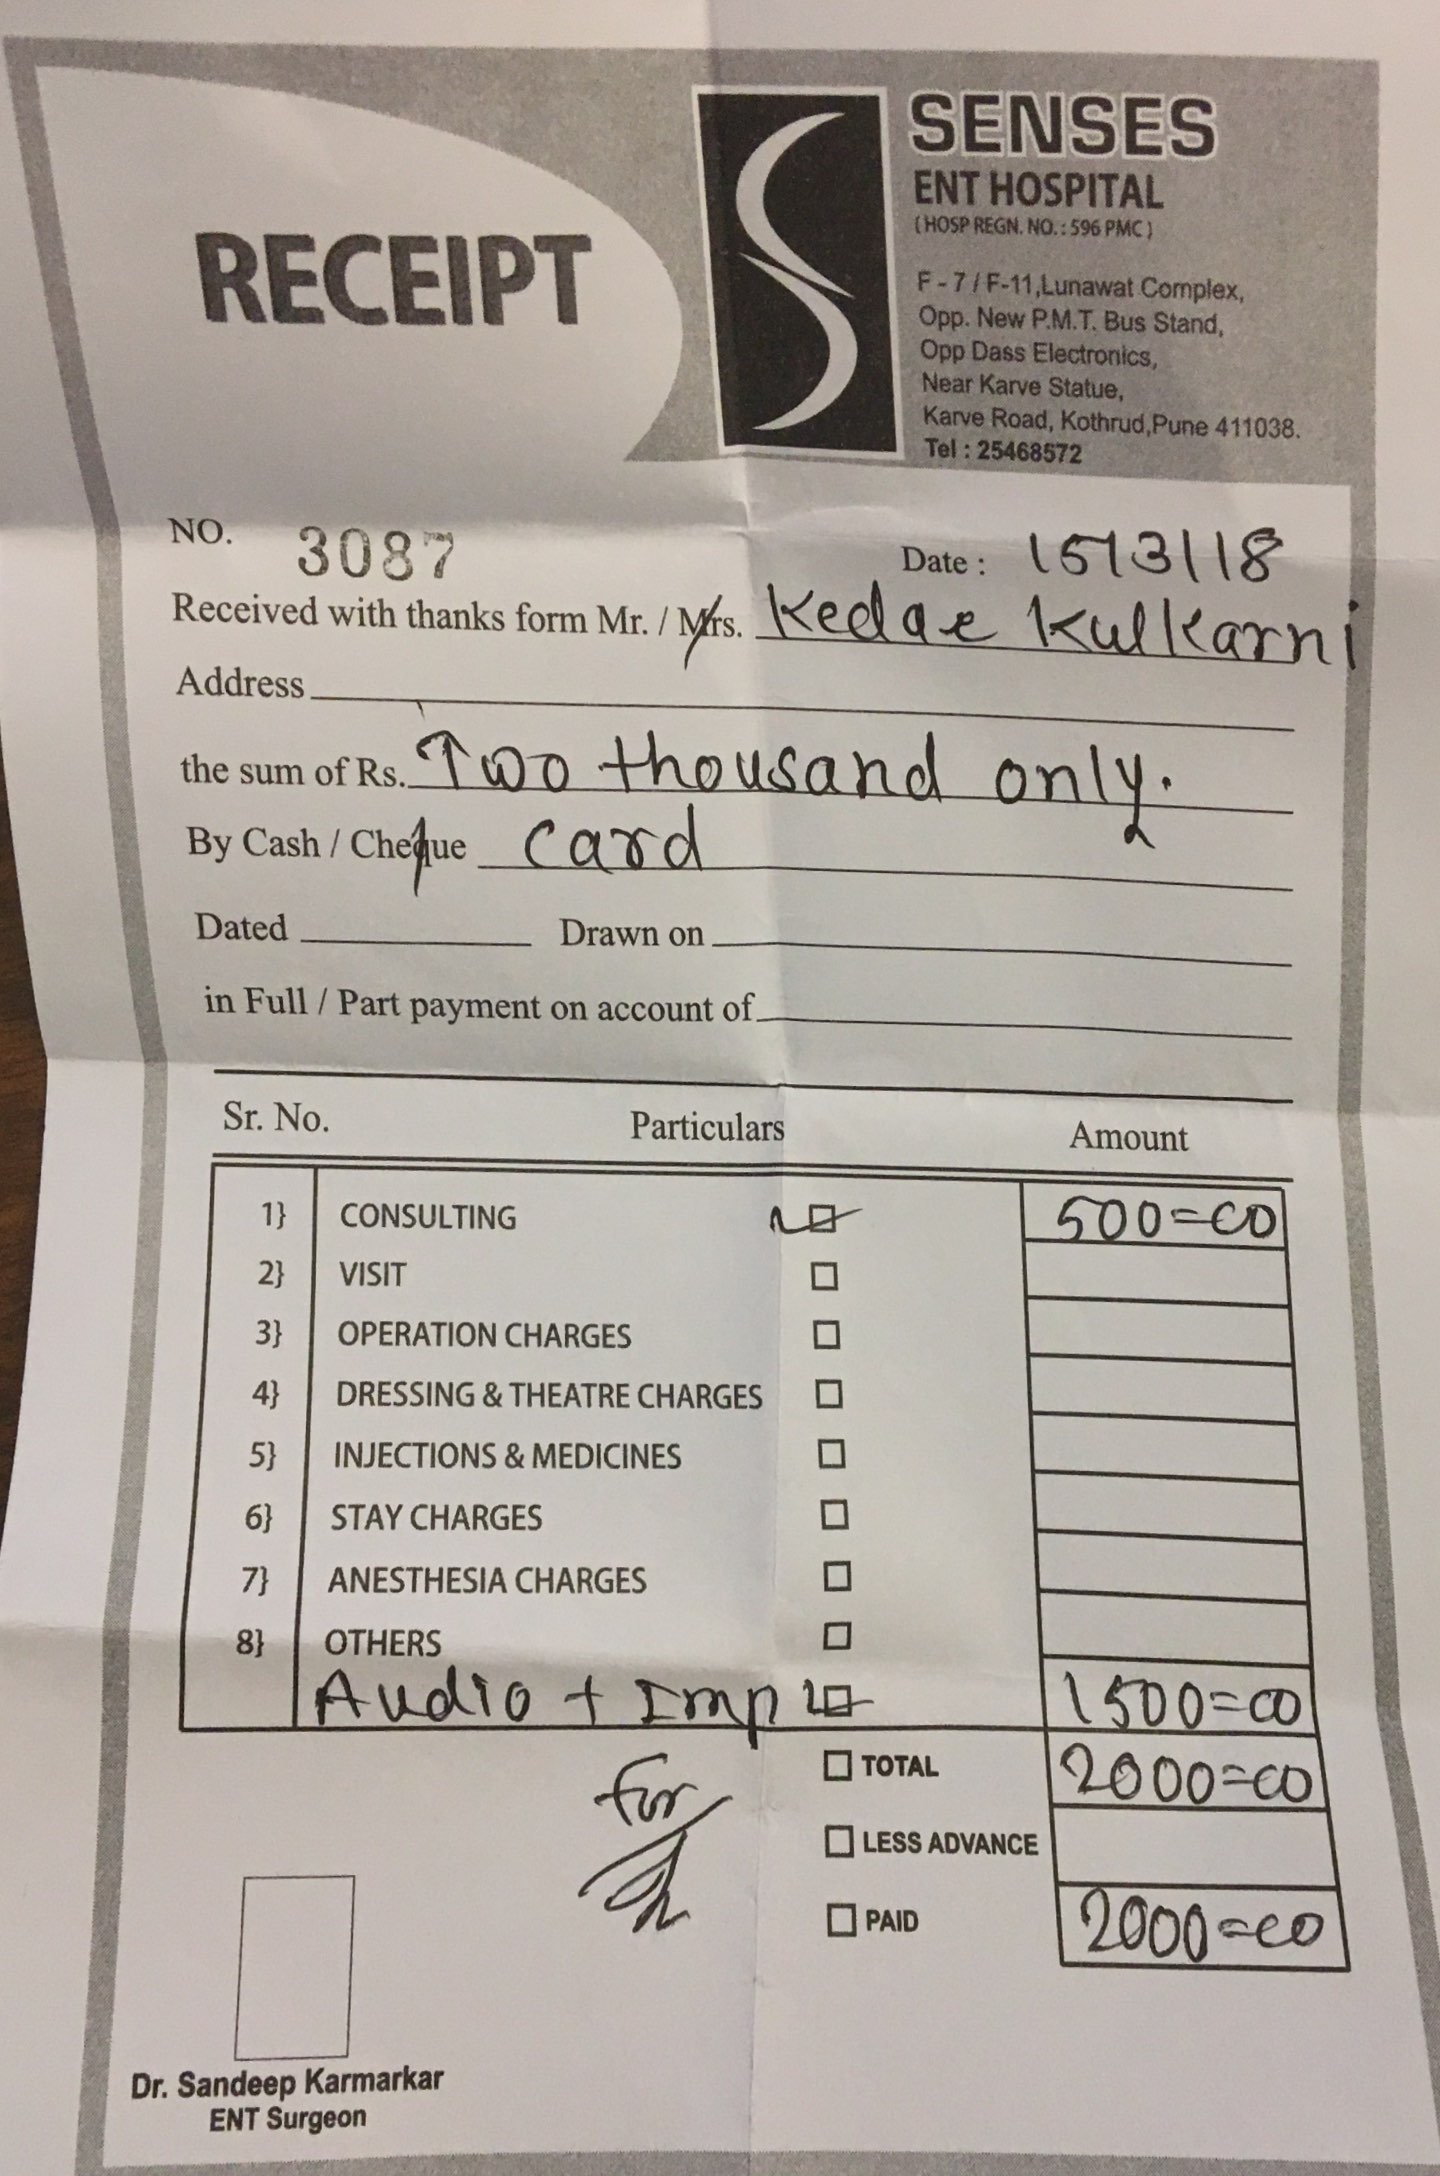 RECEIPT
SENSES
ENT HOSPITAL
( HOSP REGN. NO. : 596 PMC )
F - 7 / F-11,Lunawat Complex,
Opp. New P.M.T. Bus Stand,
Opp Dass Electronics,
Near Karve Statue,
Karve Road, Kothrud,Pune 411038.
Tel : 25468572
NO. 3087 Date : 15/3/18
Received with thanks form Mr. / Mrs. Kedar Kulkarni
Address
the sum of Rs. Two thousand only.
By Cash / Cheque card
Dated Drawn on
in Full / Part payment on account of
Sr. No. Particulars Amount
1} CONSULTING 500=00
2} VISIT
3} OPERATION CHARGES
4} DRESSING & THEATRE CHARGES
5} INJECTIONS & MEDICINES
6} STAY CHARGES
7} ANESTHESIA CHARGES
8} OTHERS
Audio + Imp 1500=00
TOTAL 2000=00
For
LESS ADVANCE
PAID 2000=00
Dr. Sandeep Karmarkar
ENT Surgeon